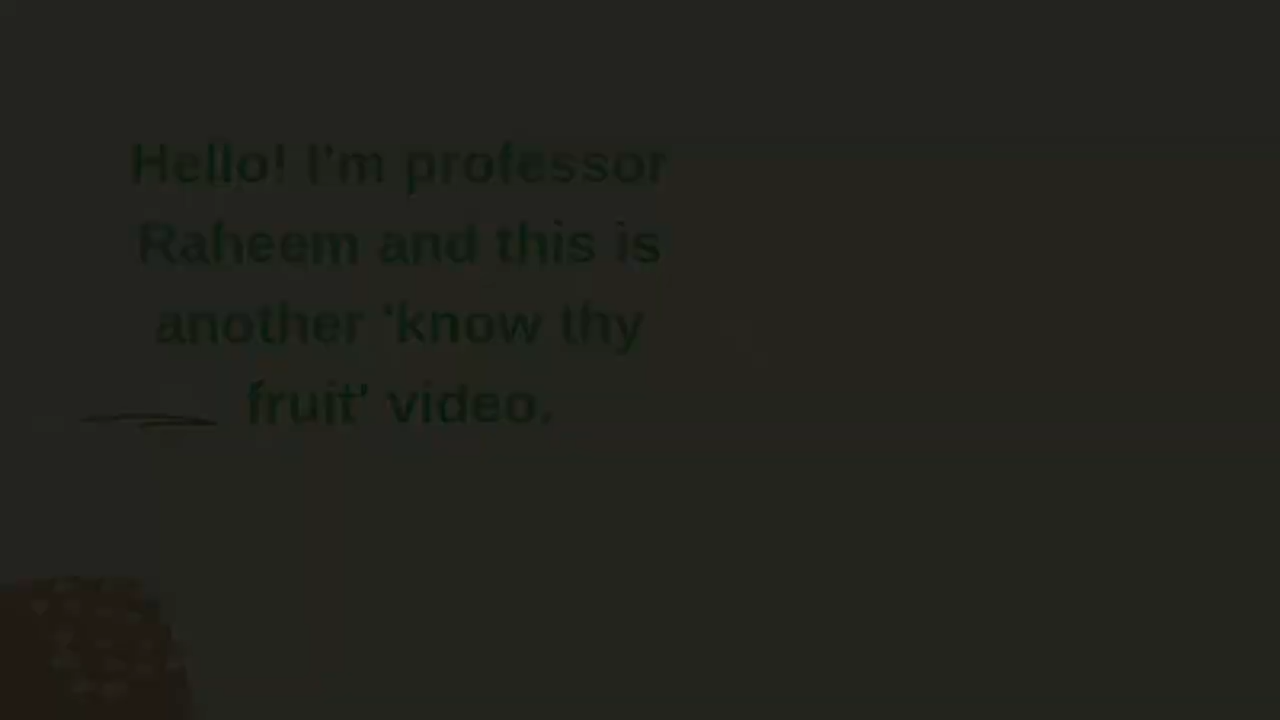 Hello! I'm professor
Raheem and this is
another 'know thy
fruit' video.